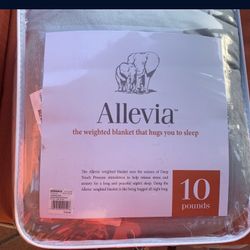 Allevia™
the weighted blanket that hugs you to sleep
The Allevia weighted blanket uses the science of Deep
Touch Pressure stimulation to help relieve stress and
anxiety for a long and peaceful night's sleep. Using the
Allevia weighted blanket is like being hugged all night long.
10
pounds